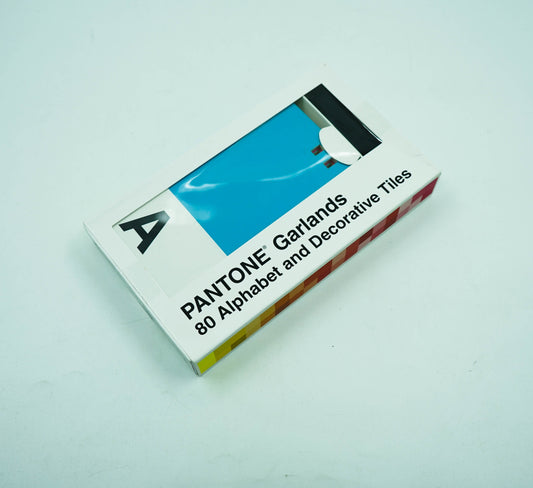 A
PANTONE® Garlands
80 Alphabet and Decorative Tiles